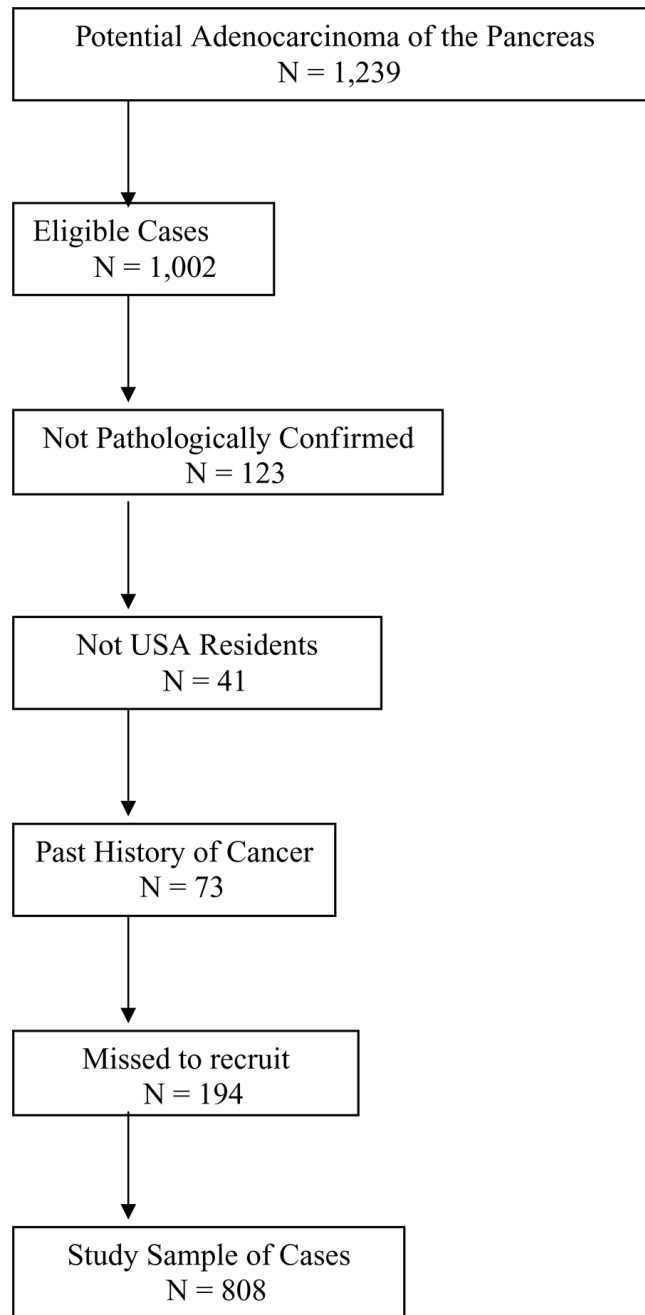 Potential Adenocarcinoma of the Pancreas
N = 1,239
Eligible Cases
N = 1,002
Not Pathologically Confirmed
N = 123
Not USA Residents
N = 41
Past History of Cancer
N = 73
Missed to recruit
N = 194
Study Sample of Cases
N = 808